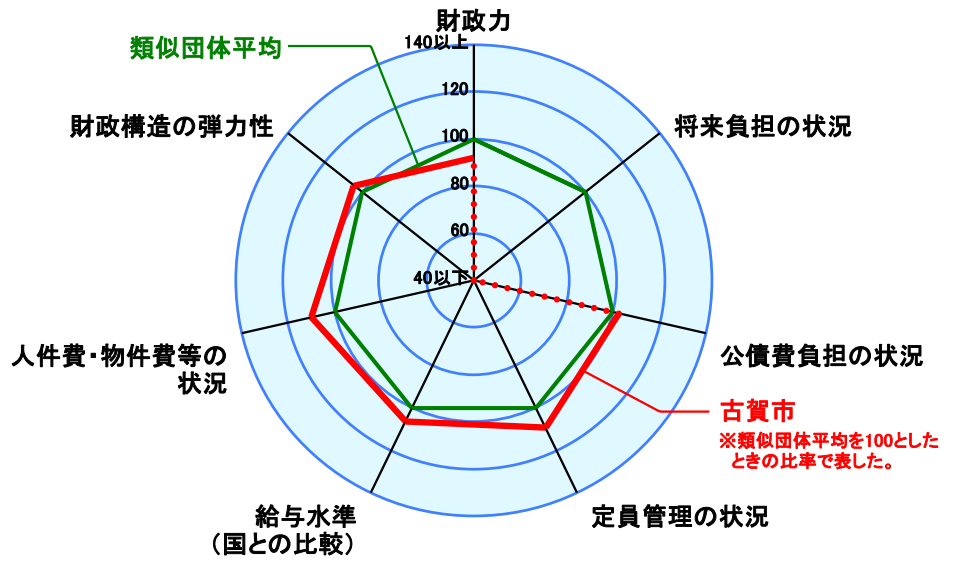 財政力
140以上
類似団体平均
120
財政構造の弾力性
将来負担の状況
100
80
60
40以下
人件費・物件費等の
状況
公債費負担の状況
古賀市
※類似団体平均を100とした
ときの比率で表した。
給与水準
（国との比較）
定員管理の状況